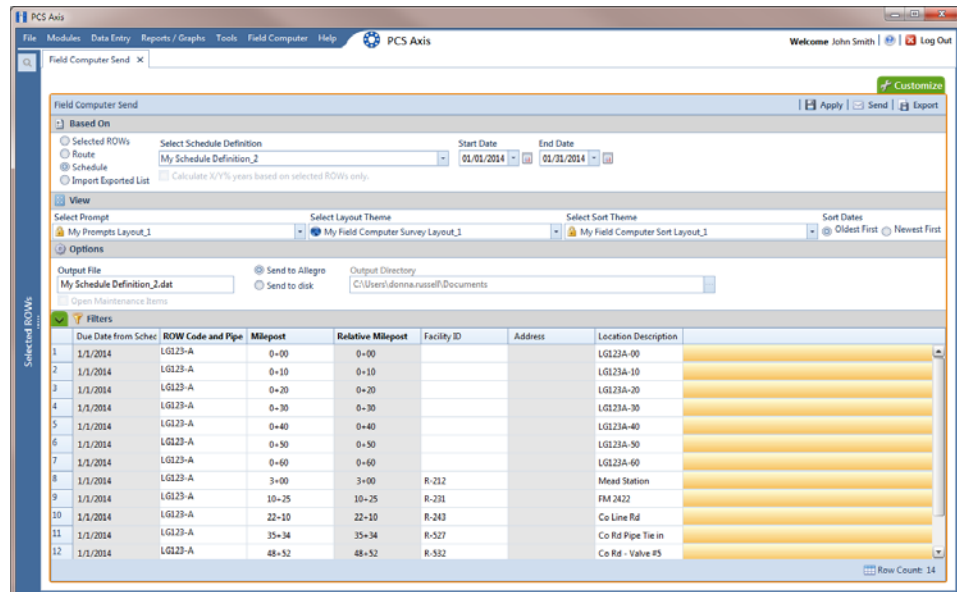 PCS Axis
File Modules Data Entry Reports / Graphs Tools Field Computer Help PCS Axis Welcome John Smith | | Log Out
Field Computer Send X
Customize
Field Computer Send | Apply | Send | Export
Based On
Selected ROWs Select Schedule Definition Start Date End Date
Route
My Schedule Definition_2 01/01/2014 01/31/2014
Schedule
Calculate X/Y% years based on selected ROWs only.
Import Exported List
View
Select Prompt Select Layout Theme Select Sort Theme Sort Dates
My Prompts Layout_1 My Field Computer Survey Layout_1 My Field Computer Sort Layout_1 Oldest First Newest First
Options
Output File Send to Allegro Output Directory
My Schedule Definition_2.dat Send to disk C:\Users\donna.russell\Documents
Open Maintenance Items
Selected ROWs
Filters
Due Date from Schec ROW Code and Pipe Milepost Relative Milepost Facility ID Address Location Description
1 1/1/2014 LG123-A 0+00 0+00 LG123A-00
2 1/1/2014 LG123-A 0+10 0+10 LG123A-10
3 1/1/2014 LG123-A 0+20 0+20 LG123A-20
4 1/1/2014 LG123-A 0+30 0+30 LG123A-30
5 1/1/2014 LG123-A 0+40 0+40 LG123A-40
6 1/1/2014 LG123-A 0+50 0+50 LG123A-50
7 1/1/2014 LG123-A 0+60 0+60 LG123A-60
8 1/1/2014 LG123-A 3+00 3+00 R-212 Mead Station
9 1/1/2014 LG123-A 10+25 10+25 R-231 FM 2422
10 1/1/2014 LG123-A 22+10 22+10 R-243 Co Line Rd
11 1/1/2014 LG123-A 35+34 35+34 R-527 Co Rd Pipe Tie in
12 1/1/2014 LG123-A 48+52 48+52 R-532 Co Rd - Valve #5
Row Count: 14